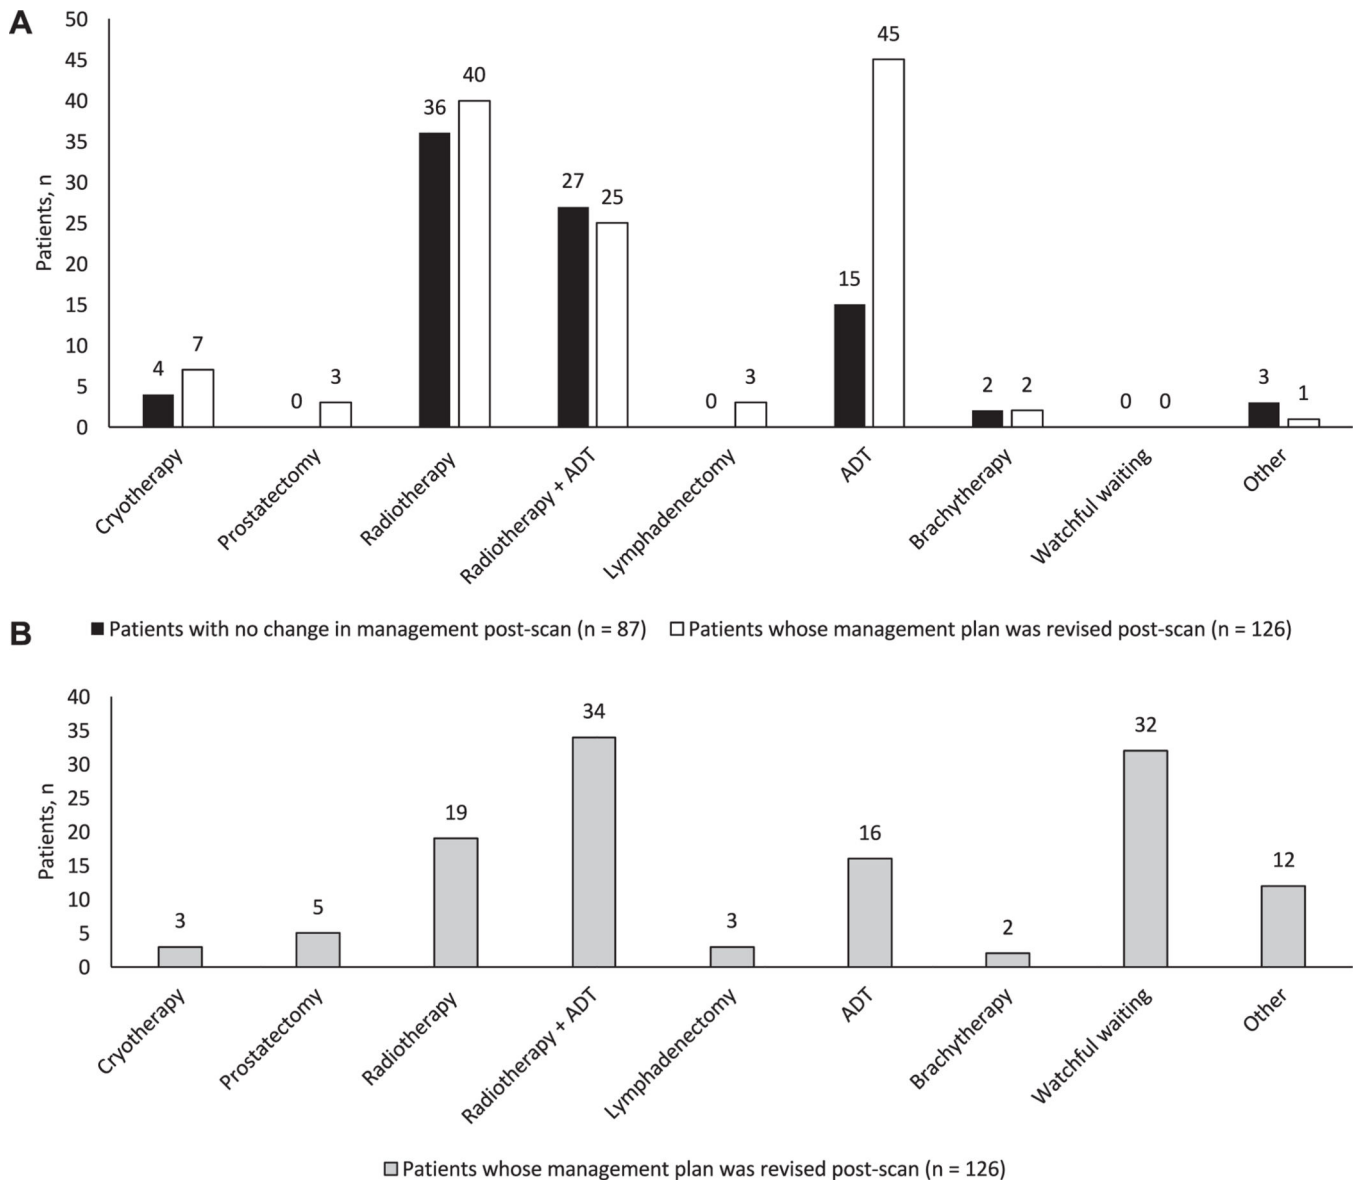 A
50
45
40
35
30
25
20
15
10
5
0
Patients, n
4 7
0 3
36 40
27 25
0 3
15 45
2 2
0 0
3 1
Cryotherapy
Prostatectomy
Radiotherapy
Radiotherapy + ADT
Lymphadenectomy
ADT
Brachytherapy
Watchful waiting
Other
Patients with no change in management post-scan (n = 87) Patients whose management plan was revised post-scan (n = 126)
B
40
35
30
25
20
15
10
5
0
Patients, n
3
5
19
34
3
16
2
32
12
Cryotherapy
Prostatectomy
Radiotherapy
Radiotherapy + ADT
Lymphadenectomy
ADT
Brachytherapy
Watchful waiting
Other
Patients whose management plan was revised post-scan (n = 126)